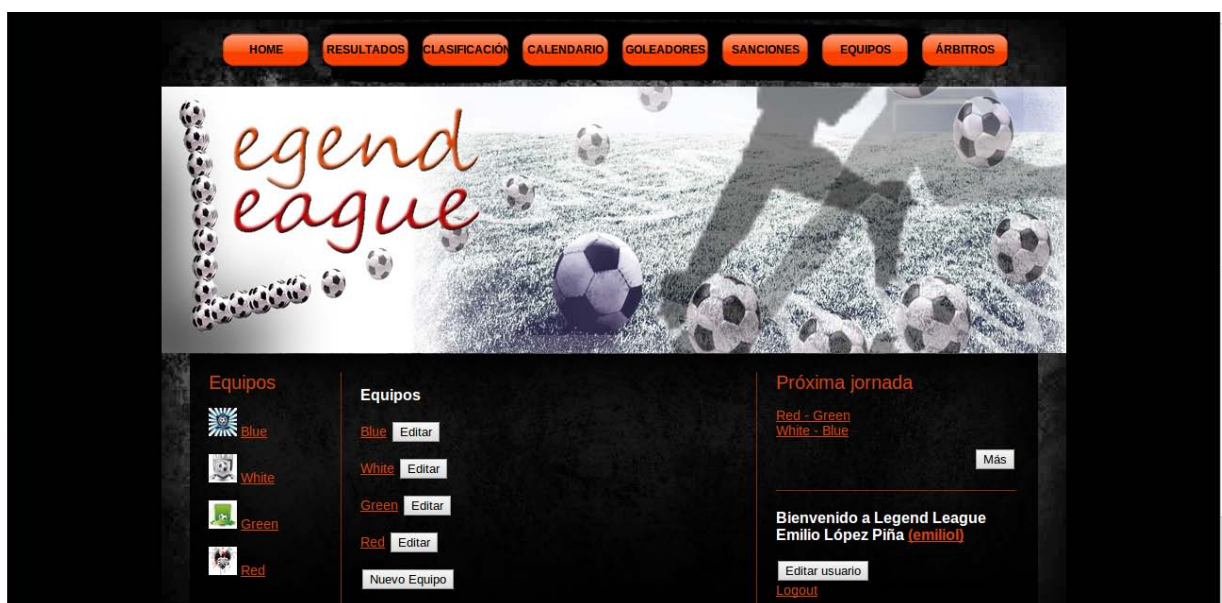 HOME RESULTADOS CLASIFICACIÓN CALENDARIO GOLEADORES SANCIONES EQUIPOS ÁRBITROS
egend
eague
Equipos
Blue
White
Green
Red
Equipos
Blue Editar
White Editar
Green Editar
Red Editar
Nuevo Equipo
Próxima jornada
Red - Green
White - Blue
Más
Bienvenido a Legend League
Emilio López Piña (emiliol)
Editar usuario
Logout